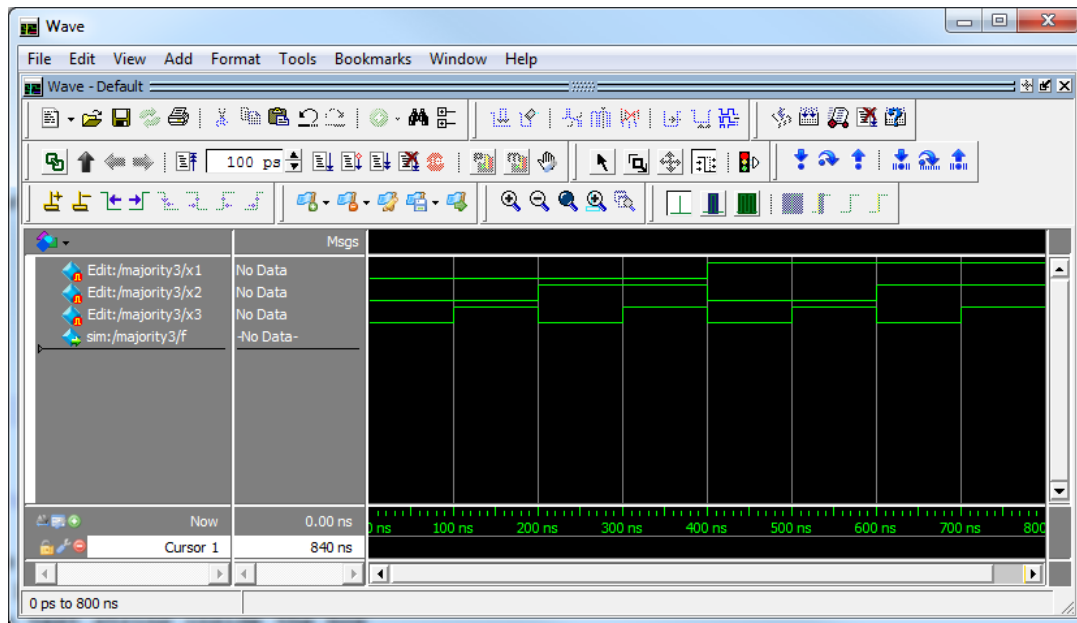 Wave
File Edit View Add Format Tools Bookmarks Window Help
Wave - Default
100 ps
Msgs
Edit:/majority3/x1 No Data
Edit:/majority3/x2 No Data
Edit:/majority3/x3 No Data
sim:/majority3/f -No Data-
Now 0.00 ns
Cursor 1 840 ns
0 ns 100 ns 200 ns 300 ns 400 ns 500 ns 600 ns 700 ns 800
0 ps to 800 ns